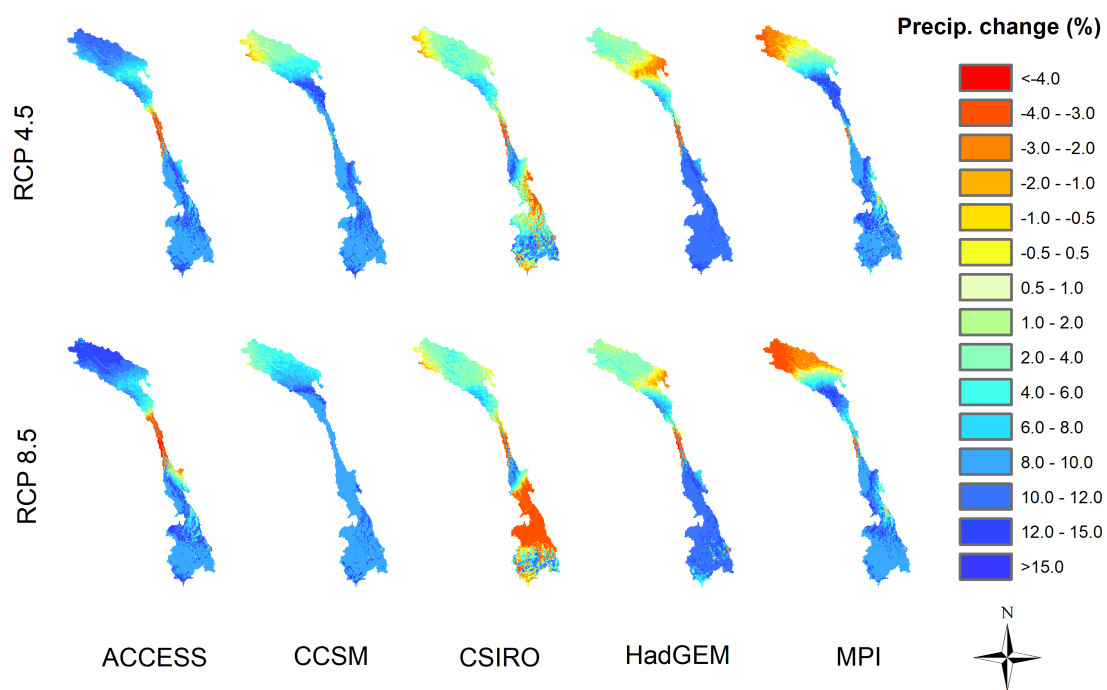 Precip. change (%)
<-4.0
-4.0 - -3.0
-3.0 - -2.0
-2.0 - -1.0
-1.0 - -0.5
-0.5 - 0.5
0.5 - 1.0
1.0 - 2.0
2.0 - 4.0
4.0 - 6.0
6.0 - 8.0
8.0 - 10.0
10.0 - 12.0
12.0 - 15.0
>15.0
RCP 4.5
RCP 8.5
N
ACCESS
CCSM
CSIRO
HadGEM
MPI